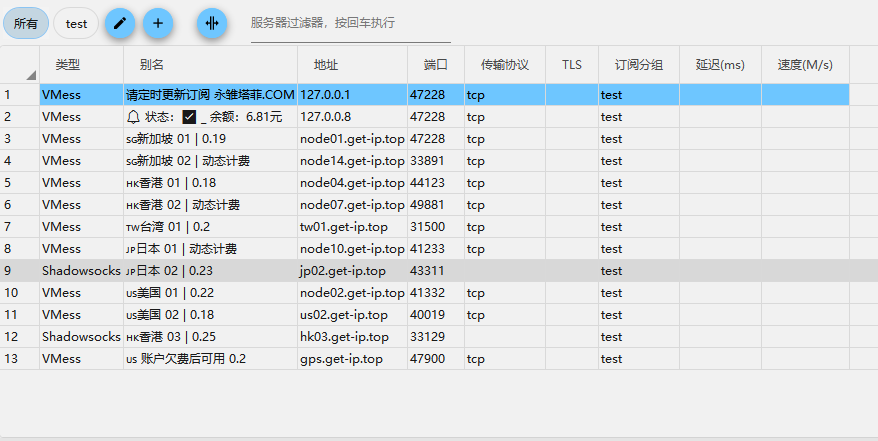 所有 test 服务器过滤器，按回车执行
类型 别名 地址 端口 传输协议 TLS 订阅分组 延迟(ms) 速度(M/s)
1 VMess 请定时更新订阅 永雏塔菲.COM 127.0.0.1 47228 tcp test
2 VMess 🔔 状态：☑ _ 余额：6.81元 127.0.0.8 47228 tcp test
3 VMess SG新加坡 01 | 0.19 node01.get-ip.top 47228 tcp test
4 VMess SG新加坡 02 | 动态计费 node14.get-ip.top 33891 tcp test
5 VMess HK香港 01 | 0.18 node04.get-ip.top 44123 tcp test
6 VMess HK香港 02 | 动态计费 node07.get-ip.top 49881 tcp test
7 VMess TW台湾 01 | 0.2 tw01.get-ip.top 31500 tcp test
8 VMess JP日本 01 | 动态计费 node10.get-ip.top 41233 tcp test
9 Shadowsocks JP日本 02 | 0.23 jp02.get-ip.top 43311 test
10 VMess US美国 01 | 0.22 node02.get-ip.top 41332 tcp test
11 VMess US美国 02 | 0.18 us02.get-ip.top 40019 tcp test
12 Shadowsocks HK香港 03 | 0.25 hk03.get-ip.top 33129 test
13 VMess US 账户欠费后可用 0.2 gps.get-ip.top 47900 tcp test